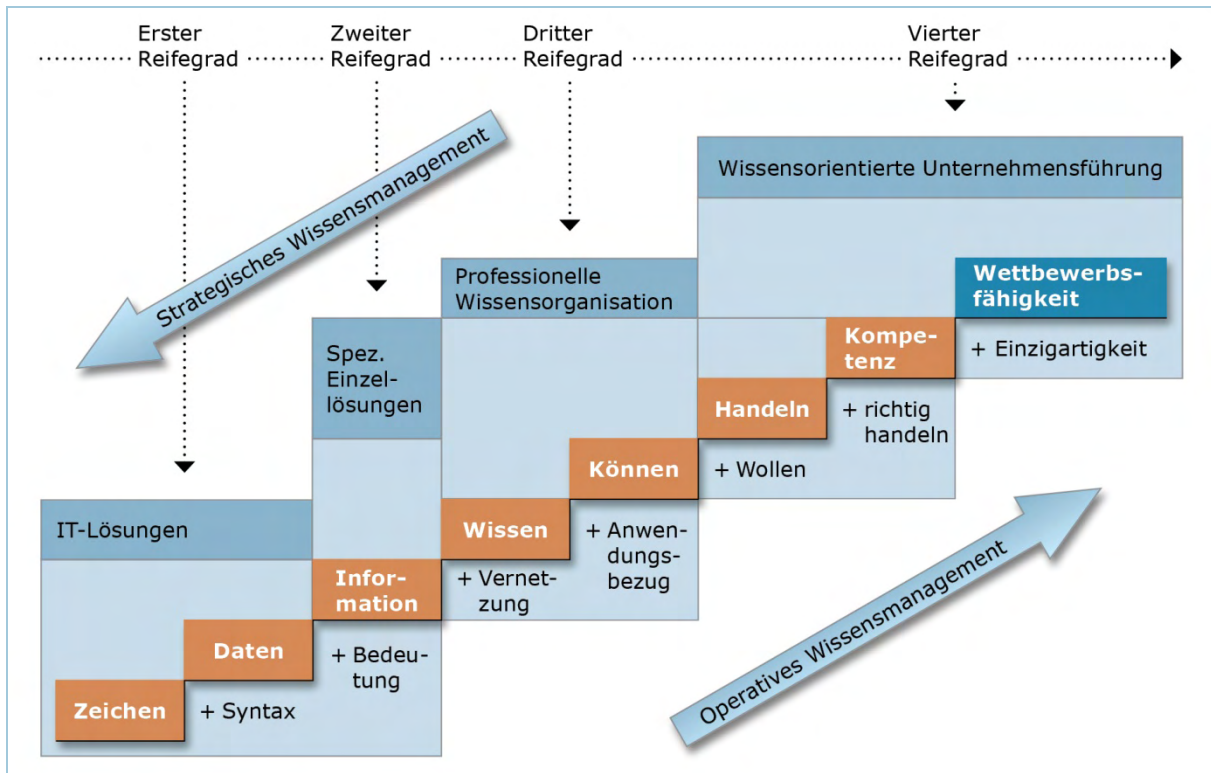 Erster
Reifegrad
Zweiter
Reifegrad
Dritter
Reifegrad
Vierter
Reifegrad
Strategisches Wissensmanagement
Wissensorientierte Unternehmensführung
Professionelle
Wissensorganisation
Wettbewerbs-
fähigkeit
Spez.
Einzel-
lösungen
Kompe-
tenz
+ Einzigartigkeit
Handeln
+ richtig
handeln
Können
+ Wollen
IT-Lösungen
Wissen
+ Anwen-
dungs-
bezug
Infor-
mation
+ Vernet-
zung
Daten
+ Bedeu-
tung
Zeichen
+ Syntax
Operatives Wissensmanagement